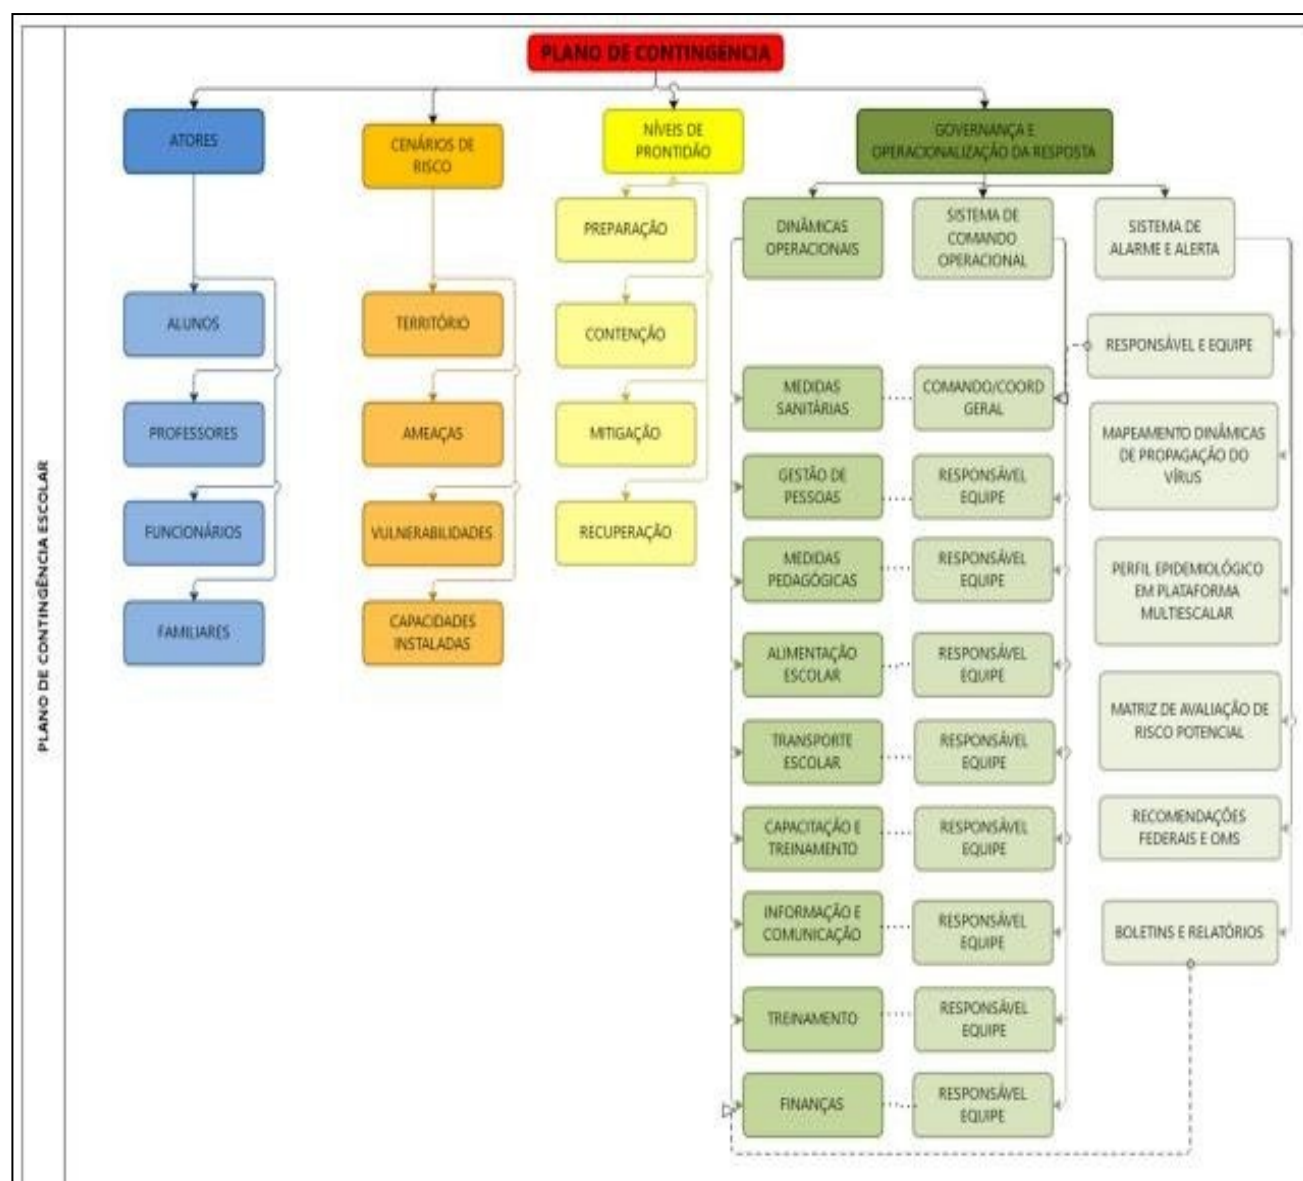 PLANO DE CONTINGÊNCIA ESCOLAR
PLANO DE CONTINGÊNCIA
ATORES
ALUNOS
PROFESSORES
FUNCIONÁRIOS
FAMILIARES
CENÁRIOS DE
RISCO
TERRITÓRIO
AMEAÇAS
VULNERABILIDADES
CAPACIDADES
INSTALADAS
NÍVEIS DE
PRONTIDÃO
PREPARAÇÃO
CONTENÇÃO
MITIGAÇÃO
RECUPERAÇÃO
GOVERNANÇA E
OPERACIONALIZAÇÃO DA RESPOSTA
DINÂMICAS
OPERACIONAIS
MEDIDAS
SANITÁRIAS
GESTÃO DE
PESSOAS
MEDIDAS
PEDAGÓGICAS
ALIMENTAÇÃO
ESCOLAR
TRANSPORTE
ESCOLAR
CAPACITAÇÃO E
TREINAMENTO
INFORMAÇÃO E
COMUNICAÇÃO
TREINAMENTO
FINANÇAS
SISTEMA DE
COMANDO
OPERACIONAL
COMANDO/COORD
GERAL
RESPONSÁVEL
EQUIPE
RESPONSÁVEL
EQUIPE
RESPONSÁVEL
EQUIPE
RESPONSÁVEL
EQUIPE
RESPONSÁVEL
EQUIPE
RESPONSÁVEL
EQUIPE
RESPONSÁVEL
EQUIPE
RESPONSÁVEL
EQUIPE
SISTEMA DE
ALARME E ALERTA
RESPONSÁVEL E EQUIPE
MAPEAMENTO DINÂMICAS
DE PROPAGAÇÃO DO
VÍRUS
PERFIL EPIDEMIOLÓGICO
EM PLATAFORMA
MULTIESCALAR
MATRIZ DE AVALIAÇÃO DE
RISCO POTENCIAL
RECOMENDAÇÕES
FEDERAIS E OMS
BOLETINS E RELATÓRIOS